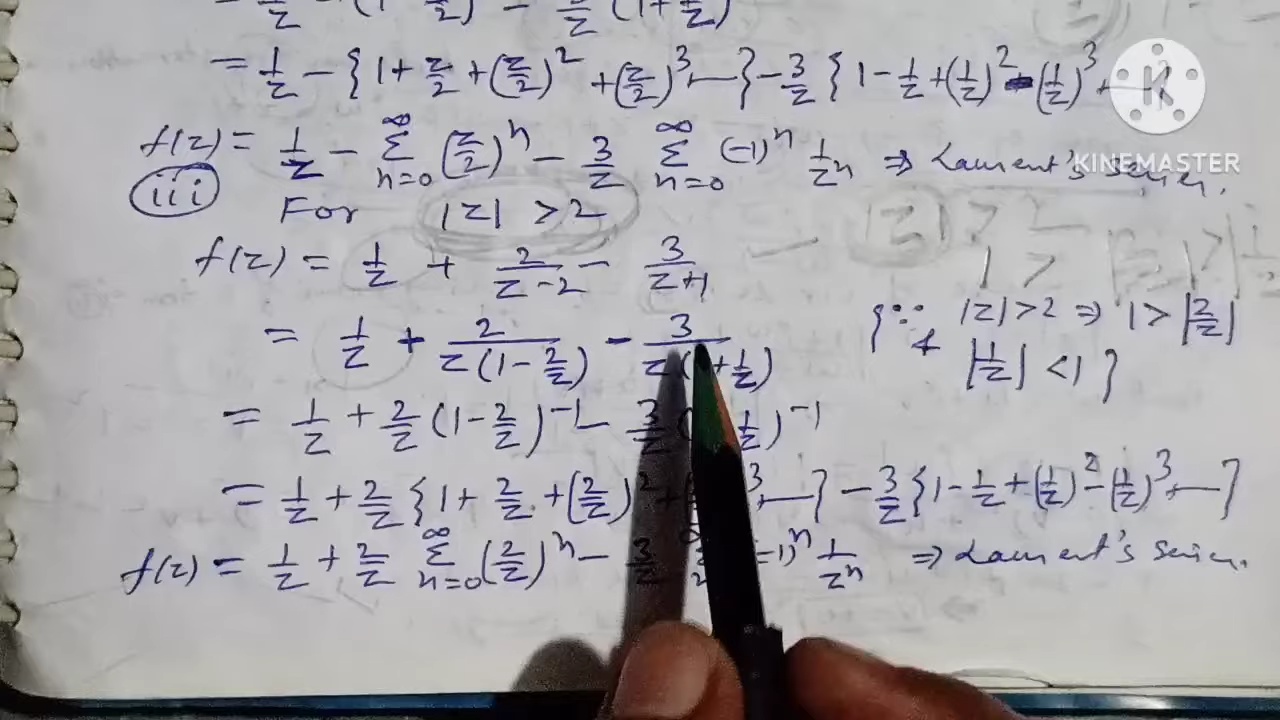 = 1/z - (1 - z/2) - 3/z (1 + 1/z)
= 1/z - {1 + z/2 + (z/2)^2 + (z/2)^3 + ---} - 3/z {1 - 1/z + (1/z)^2 - (1/z)^3 + ---}
f(z) = 1/z - Σ_{n=0}^{∞} (z/2)^n - 3/z Σ_{n=0}^{∞} (-1)^n 1/z^n ⇒ Laurent's series.
K
KINEMASTER
(iii) For |z| > 2
f(z) = 1/z + 2/(z-2) - 3/(z+1)
= 1/z + 2/(z(1 - 2/z)) - 3/(z(1 + 1/z)) {∵ |z| > 2 ⇒ 1 > |2/z|
& |1/z| < 1}
= 1/z + 2/z (1 - 2/z)^-1 - 3/z ( 1/z)^-1
= 1/z + 2/z {1 + 2/z + (2/z)^2 + ^3 + ---} - 3/z {1 - 1/z + (1/z)^2 - (1/z)^3 + ---}
f(z) = 1/z + 2/z Σ_{n=0}^{∞} (2/z)^n - 3/z -1)^n 1/z^n ⇒ Laurent's series.